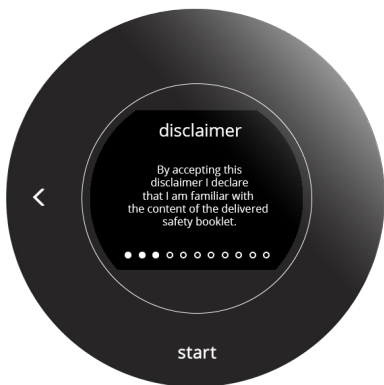 disclaimer
By accepting this
disclaimer I declare
that I am familiar with
the content of the delivered
safety booklet.
start